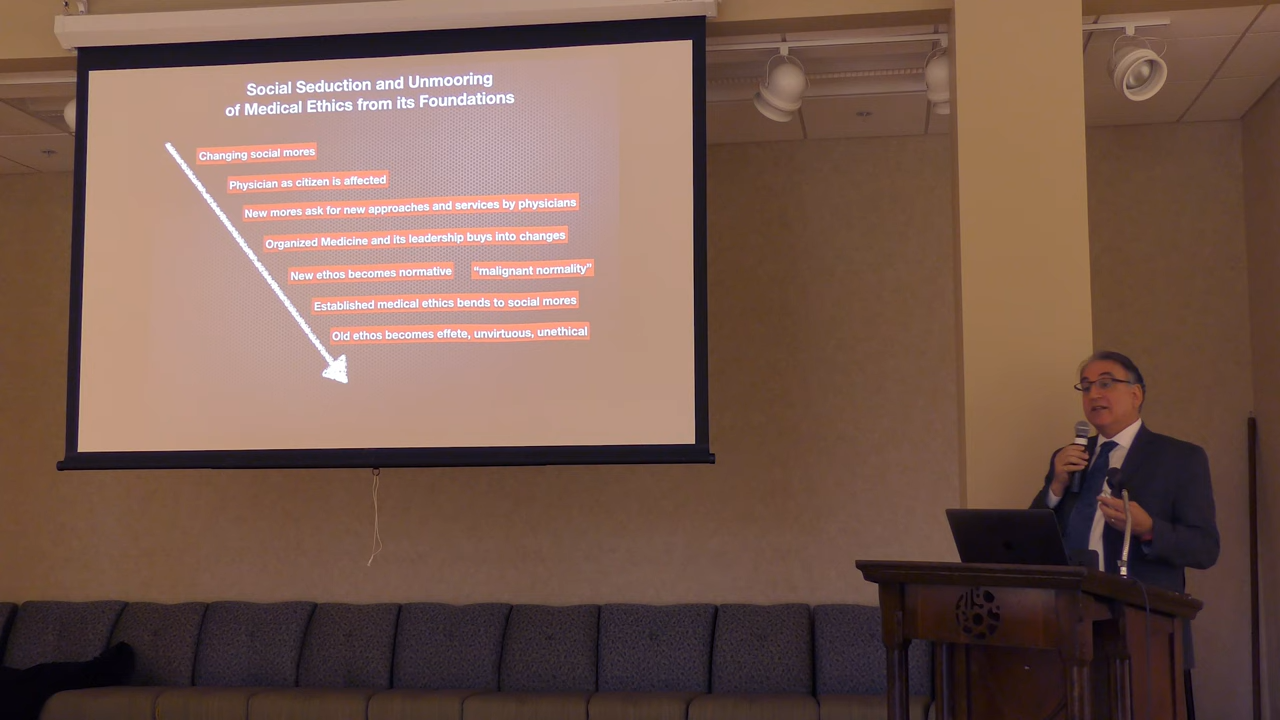 Social Seduction and Unmooring
of Medical Ethics from its Foundations
Changing social mores
Physician as citizen is affected
New mores ask for new approaches and services by physicians
Organized Medicine and its leadership buys into changes
New ethos becomes normative
“malignant normality”
Established medical ethics bends to social mores
Old ethos becomes effete, unvirtuous, unethical